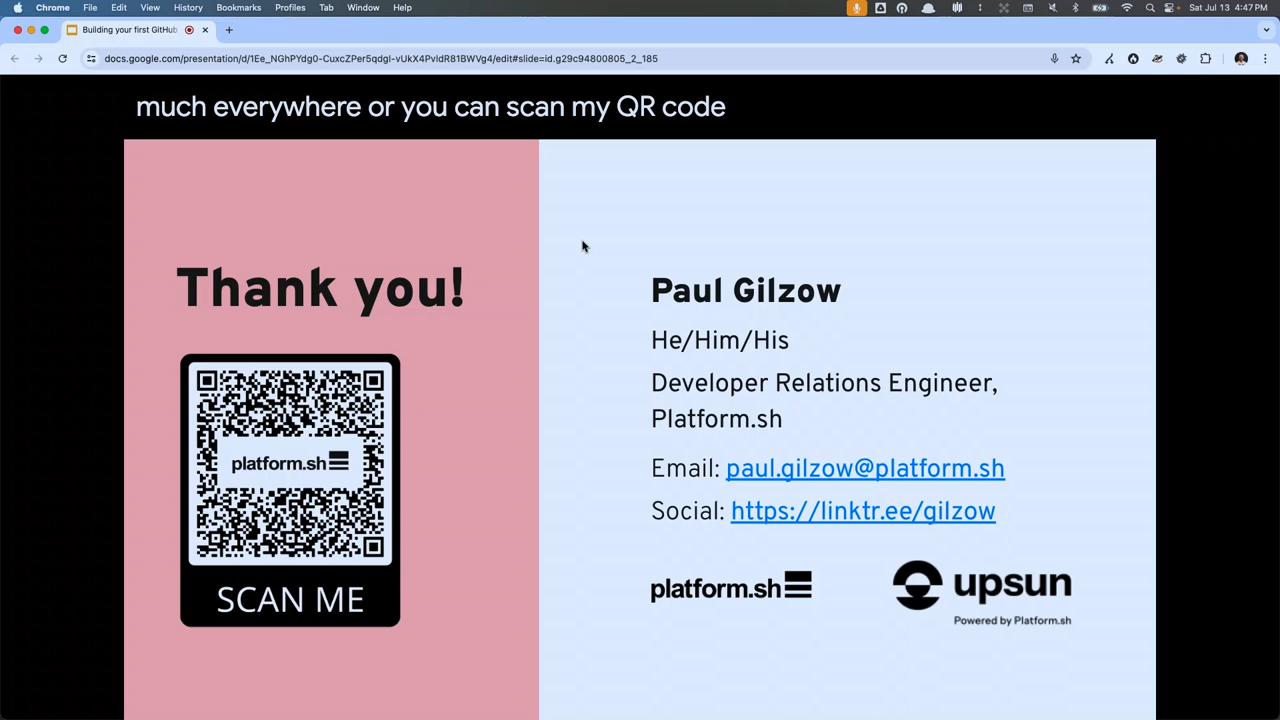 Chrome File Edit View History Bookmarks Profiles Tab Window Help
Sat Jul 13 4:47 PM
Building your first GitHub
docs.google.com/presentation/d/1Ee_NGhPYdg0-CuxcZPer5qdgl-vUkX4PvldR81BWVg4/edit#slide=id.g29c94800805_2_185
much everywhere or you can scan my QR code
Thank you!
platform.sh
SCAN ME
Paul Gilzow
He/Him/His
Developer Relations Engineer,
Platform.sh
Email: paul.gilzow@platform.sh
Social: https://linktr.ee/gilzow
platform.sh
upsun
Powered by Platform.sh